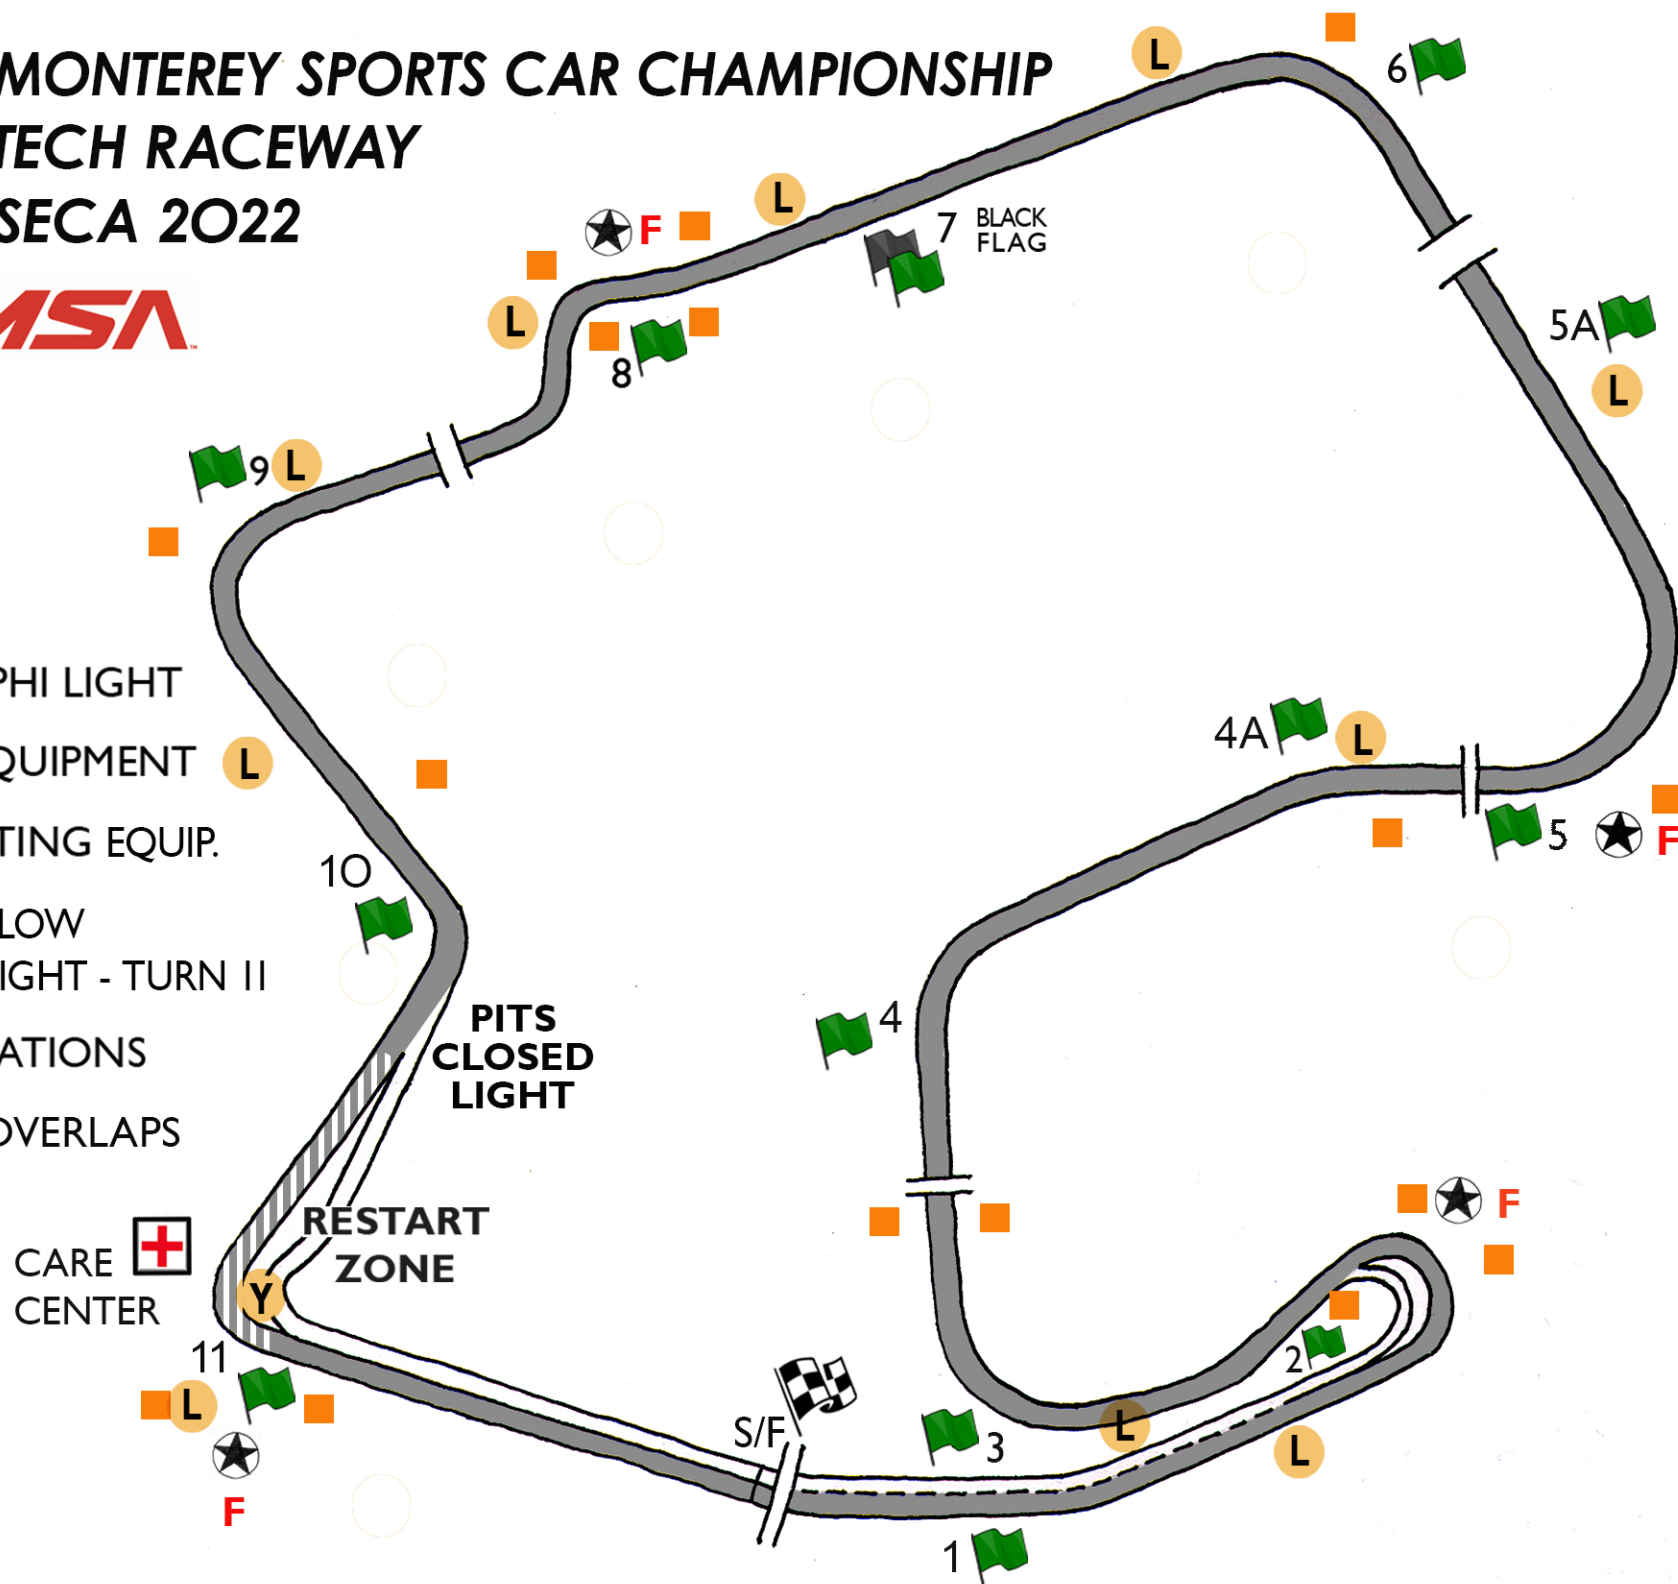 MONTEREY SPORTS CAR CHAMPIONSHIP
TECH RACEWAY
SECA 2022
MSA
L
6
L
7 BLACK
FLAG
F
5A
L
L
8
9 L
PHI LIGHT
QUIPMENT L
TING EQUIP.
LOW
IGHT - TURN 11
ATIONS
OVERLAPS
CARE
CENTER
4A L
5
F
10
4
PITS
CLOSED
LIGHT
RESTART
ZONE
Y
F
2
11
L
F
S/F
3
L
L
1